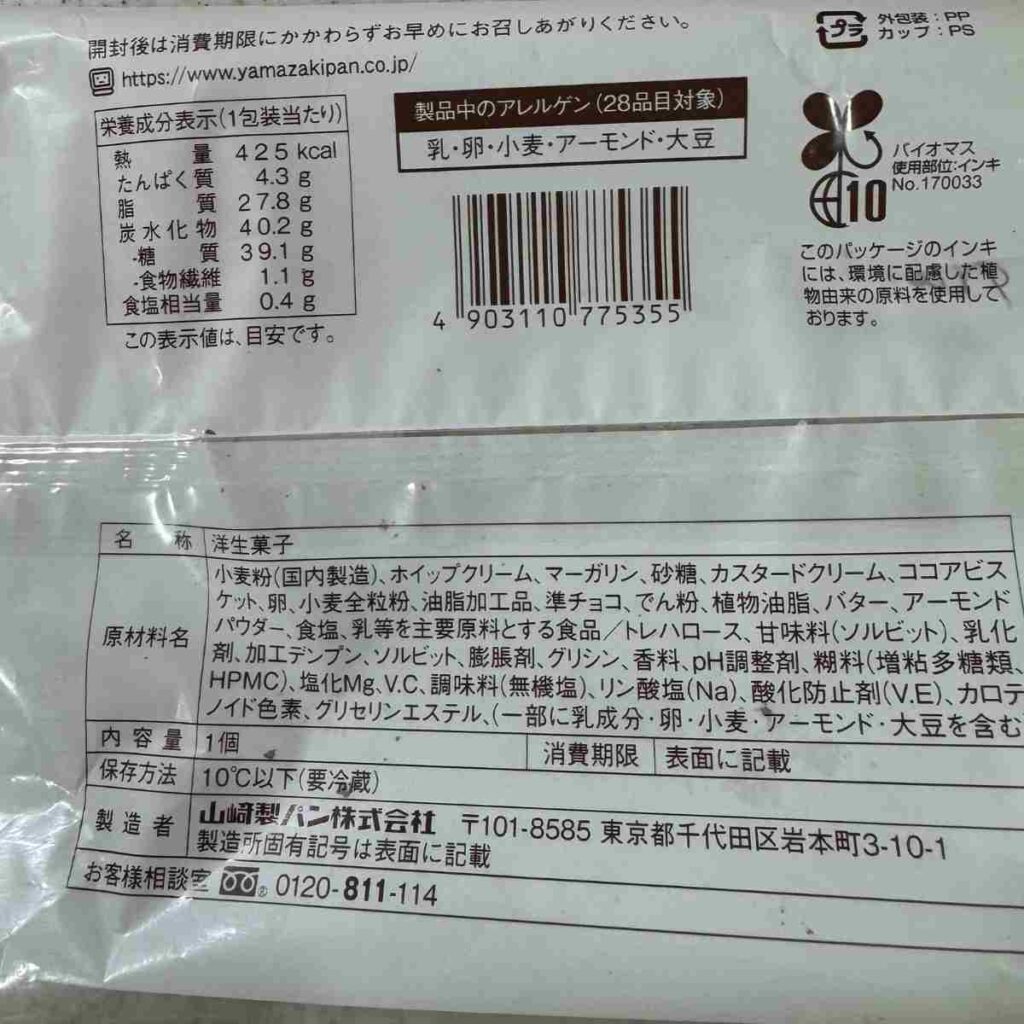 開封後は消費期限にかかわらずお早めにお召しあがりください。
https://www.yamazakipan.co.jp/
栄養成分表示(1包装当たり)
熱量 425 kcal
たんぱく質 4.3 g
脂質 27.8 g
炭水化物 40.2 g
-糖質 39.1 g
-食物繊維 1.1 g
食塩相当量 0.4 g
この表示値は、目安です。
製品中のアレルゲン(28品目対象)
乳・卵・小麦・アーモンド・大豆
4 903110 775355
プラ
外包装:PP
カップ:PS
バイオマス
使用部位:インキ
No.170033
10
このパッケージのインキ
には、環境に配慮した植
物由来の原料を使用して
おります。
名称 洋生菓子
原材料名
小麦粉(国内製造)、ホイップクリーム、マーガリン、砂糖、カスタードクリーム、ココアビス
ケット、卵、小麦全粒粉、油脂加工品、準チョコ、でん粉、植物油脂、バター、アーモンド
パウダー、食塩、乳等を主要原料とする食品/トレハロース、甘味料(ソルビット)、乳化
剤、加工デンプン、ソルビット、膨脹剤、グリシン、香料、pH調整剤、糊料(増粘多糖類、
HPMC)、塩化Mg、V.C、調味料(無機塩)、リン酸塩(Na)、酸化防止剤(V.E)、カロテ
ノイド色素、グリセリンエステル、(一部に乳成分・卵・小麦・アーモンド・大豆を含む
内容量 1個 消費期限 表面に記載
保存方法 10℃以下(要冷蔵)
製造者 山崎製パン株式会社 〒101-8585 東京都千代田区岩本町3-10-1
製造所固有記号は表面に記載
お客様相談室 0120-811-114